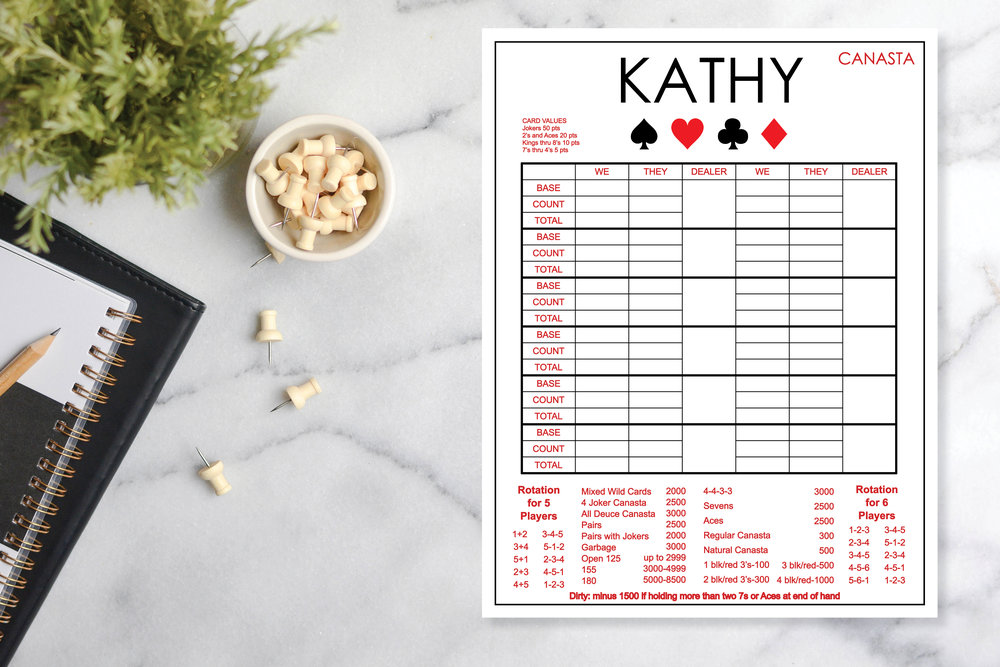 CANASTA
KATHY
CARD VALUES
Jokers 50 pts
2's and Aces 20 pts
Kings thru 8's 10 pts
7's thru 4's 5 pts
WE THEY DEALER WE THEY DEALER
BASE
COUNT
TOTAL
BASE
COUNT
TOTAL
BASE
COUNT
TOTAL
BASE
COUNT
TOTAL
BASE
COUNT
TOTAL
BASE
COUNT
TOTAL
Rotation
for 5
Players
1+2 3-4-5
3+4 5-1-2
5+1 2-3-4
2+3 4-5-1
4+5 1-2-3
Mixed Wild Cards 2000
4 Joker Canasta 2500
All Deuce Canasta 3000
Pairs 2500
Pairs with Jokers 2000
Garbage 3000
Open 125 up to 2999
155 3000-4999
180 5000-8500
4-4-3-3 3000
Sevens 2500
Aces 2500
Regular Canasta 300
Natural Canasta 500
1 blk/red 3's-100 3 blk/red-500
2 blk/red 3's-300 4 blk/red-1000
Rotation
for 6
Players
1-2-3 3-4-5
2-3-4 5-1-2
3-4-5 2-3-4
4-5-6 4-5-1
5-6-1 1-2-3
Dirty: minus 1500 if holding more than two 7s or Aces at end of hand